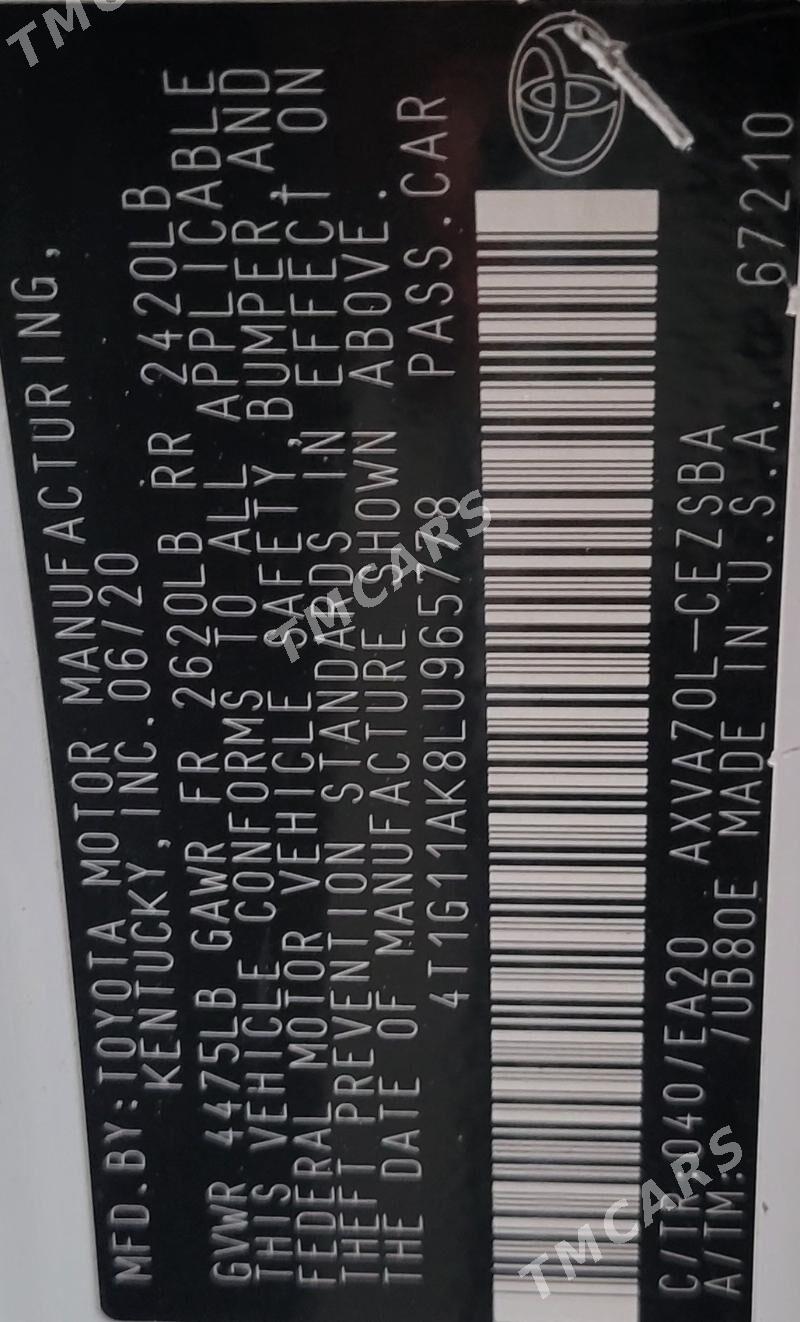 MFD.BY:TOYOTA MOTOR MANUFACTURING,
KENTUCKY, INC. 06/20
GVWR 4475LB GAWR FR 2620LB RR 2420LB
THIS VEHICLE CONFORMS TO ALL APPLICABLE
FEDERAL MOTOR VEHICLE SAFETY, BUMPER AND
THEFT PREVENTION STANDARDS IN EFFECT ON
THE DATE OF MANUFACTURE SHOWN ABOVE.
4T1G11AK8LU965778 PASS.CAR
C/TR: 040/EA20 AXVA70L-CEZSBA
A/TM: /UB80E MADE IN U.S.A. 67210
TMCARS
TMCARS